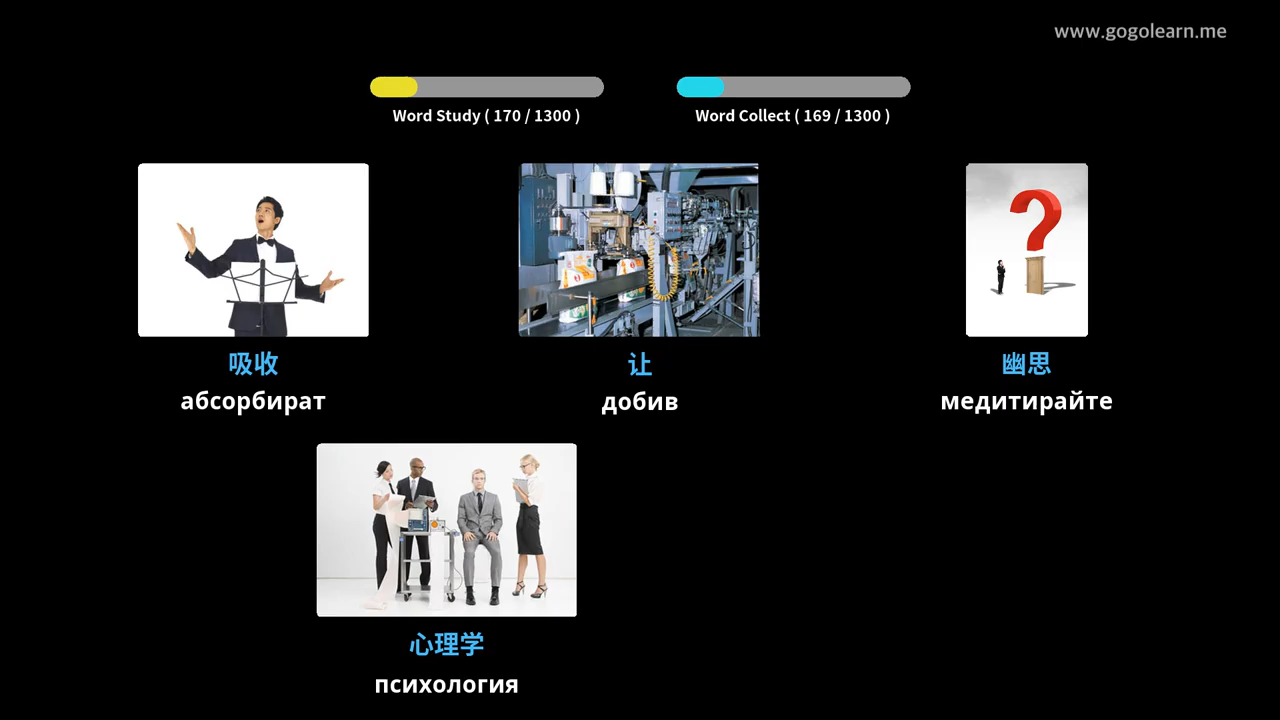 www.gogolearn.me
Word Study ( 170 / 1300 )
Word Collect ( 169 / 1300 )
吸收
абсорбират
让
добив
幽思
медитирайте
心理学
психология